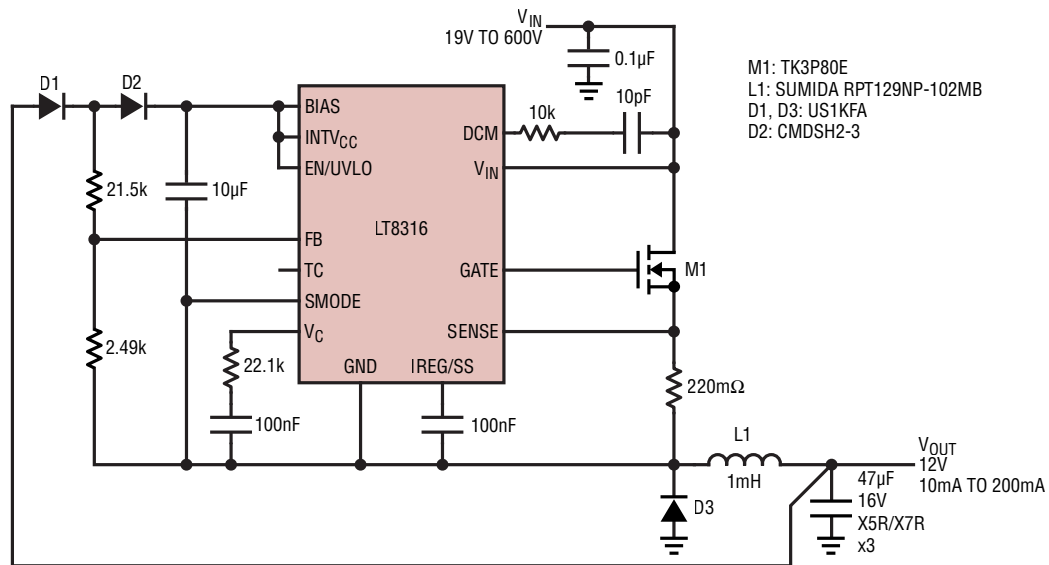 V_IN
19V TO 600V
0.1µF
M1: TK3P80E
L1: SUMIDA RPT129NP-102MB
D1, D3: US1KFA
D2: CMDSH2-3
D1
D2
BIAS
INTV_CC
EN/UVLO
DCM
10k
10pF
V_IN
21.5k
10µF
LT8316
FB
TC
GATE
M1
SMODE
V_C
SENSE
2.49k
22.1k
GND
IREG/SS
220mΩ
100nF
100nF
L1
1mH
V_OUT
12V
10mA TO 200mA
D3
47µF
16V
X5R/X7R
x3